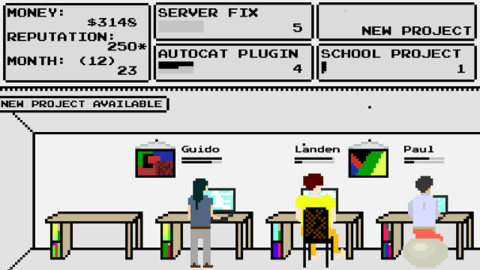 MONEY:
$3148
REPUTATION:
250*
MONTH: (12)
23
SERVER FIX
5
NEW PROJECT
AUTOCAT PLUGIN
4
SCHOOL PROJECT
1
NEW PROJECT AVAILABLE
Guido
Landen
Paul